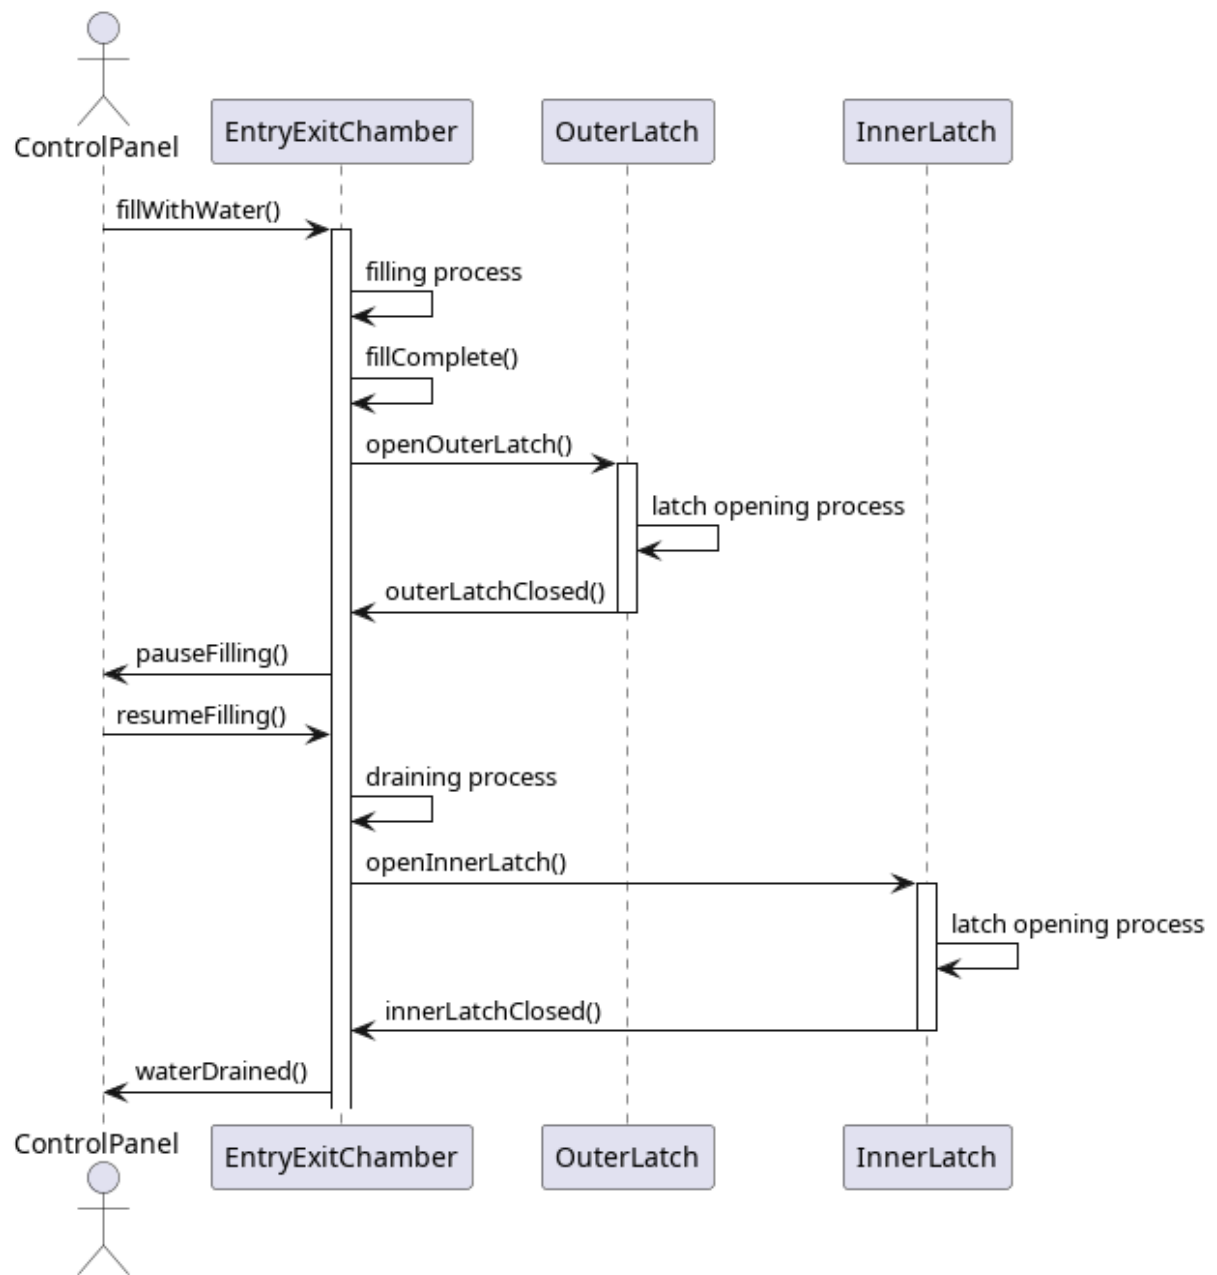 ControlPanel
EntryExitChamber
OuterLatch
InnerLatch
fillWithWater()
filling process
fillComplete()
openOuterLatch()
latch opening process
outerLatchClosed()
pauseFilling()
resumeFilling()
draining process
openInnerLatch()
latch opening process
innerLatchClosed()
waterDrained()
ControlPanel
EntryExitChamber
OuterLatch
InnerLatch